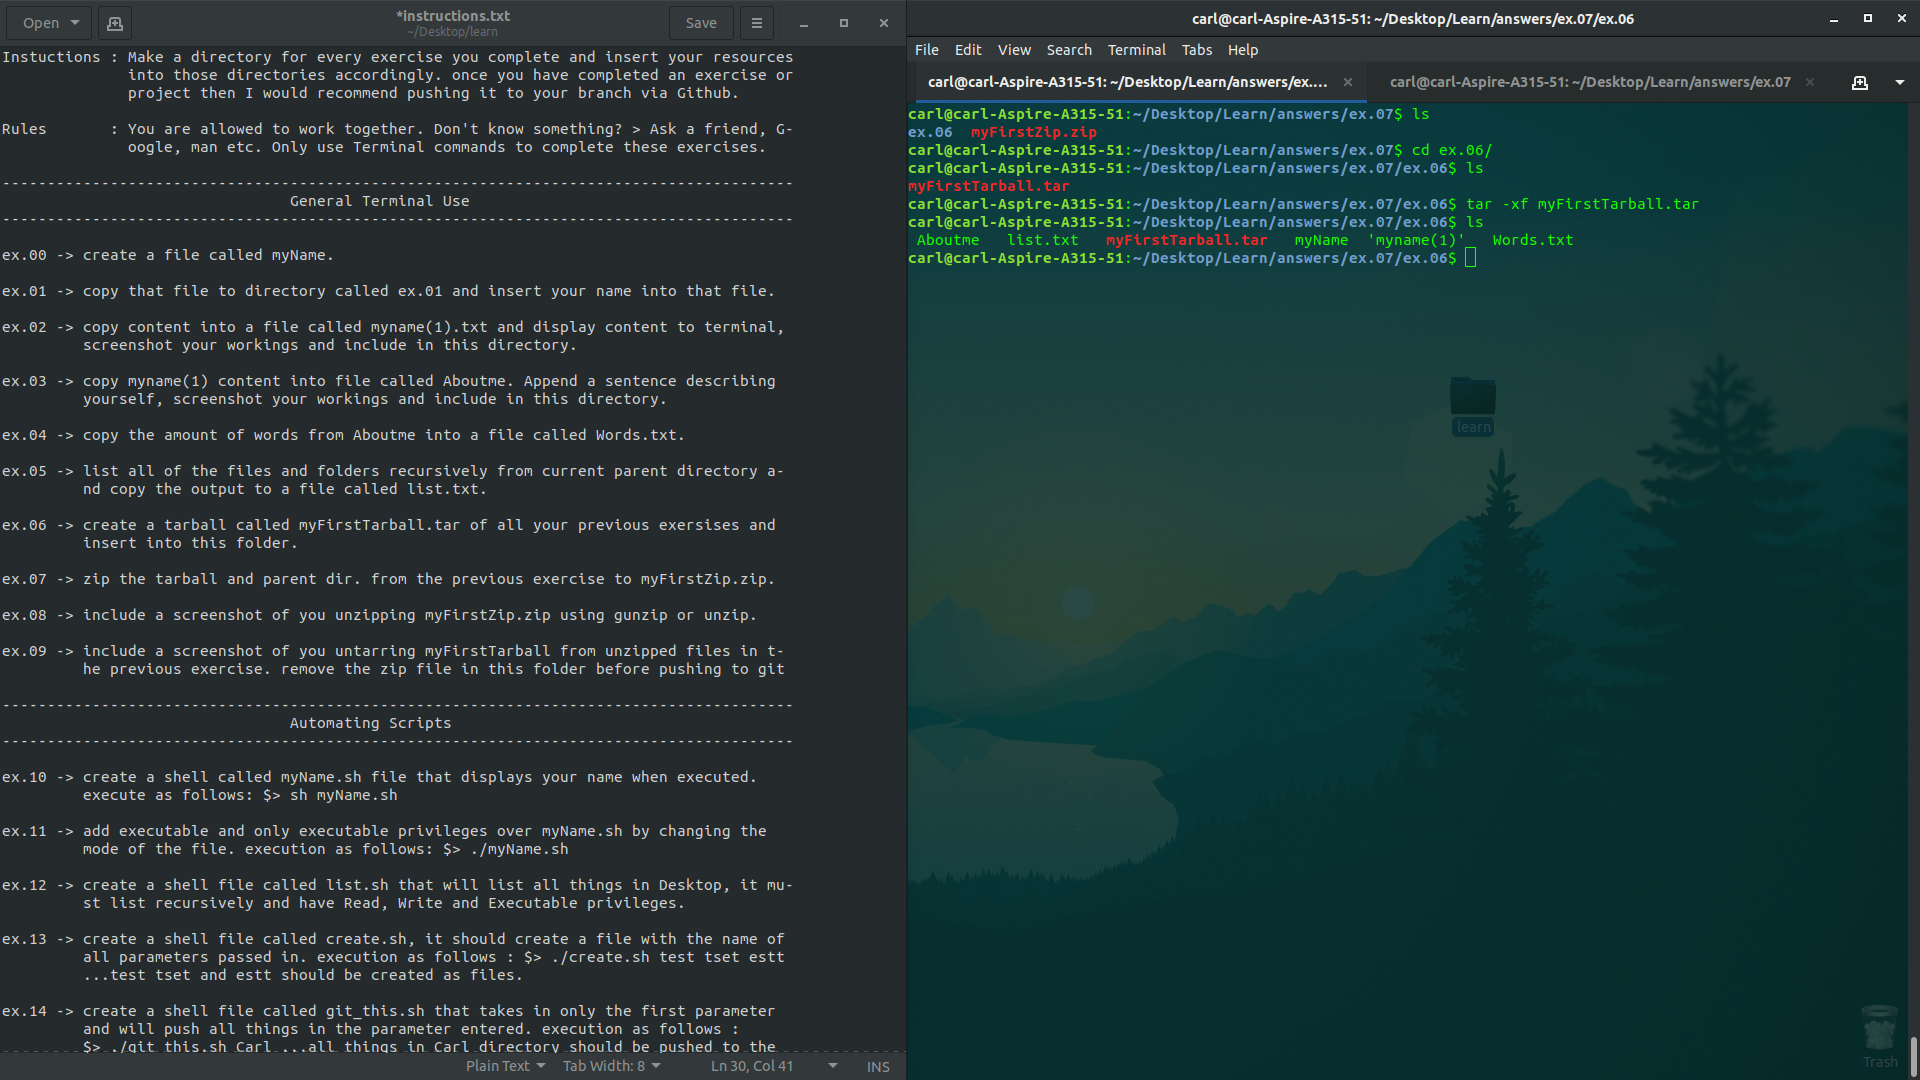 Open
*instructions.txt
~/Desktop/learn
Save
Instuctions : Make a directory for every exercise you complete and insert your resources
into those directories accordingly. once you have completed an exercise or
project then I would recommend pushing it to your branch via Github.
Rules : You are allowed to work together. Don't know something? > Ask a friend, G-
oogle, man etc. Only use Terminal commands to complete these exercises.
----------------------------------------------------------------------------------------
General Terminal Use
----------------------------------------------------------------------------------------
ex.00 -> create a file called myName.
ex.01 -> copy that file to directory called ex.01 and insert your name into that file.
ex.02 -> copy content into a file called myname(1).txt and display content to terminal,
screenshot your workings and include in this directory.
ex.03 -> copy myname(1) content into file called Aboutme. Append a sentence describing
yourself, screenshot your workings and include in this directory.
ex.04 -> copy the amount of words from Aboutme into a file called Words.txt.
ex.05 -> list all of the files and folders recursively from current parent directory a-
nd copy the output to a file called list.txt.
ex.06 -> create a tarball called myFirstTarball.tar of all your previous exersises and
insert into this folder.
ex.07 -> zip the tarball and parent dir. from the previous exercise to myFirstZip.zip.
ex.08 -> include a screenshot of you unzipping myFirstZip.zip using gunzip or unzip.
ex.09 -> include a screenshot of you untarring myFirstTarball from unzipped files in t-
he previous exercise. remove the zip file in this folder before pushing to git
----------------------------------------------------------------------------------------
Automating Scripts
----------------------------------------------------------------------------------------
ex.10 -> create a shell called myName.sh file that displays your name when executed.
execute as follows: $> sh myName.sh
ex.11 -> add executable and only executable privileges over myName.sh by changing the
mode of the file. execution as follows: $> ./myName.sh
ex.12 -> create a shell file called list.sh that will list all things in Desktop, it mu-
st list recursively and have Read, Write and Executable privileges.
ex.13 -> create a shell file called create.sh, it should create a file with the name of
all parameters passed in. execution as follows : $> ./create.sh test tset estt
...test tset and estt should be created as files.
ex.14 -> create a shell file called git_this.sh that takes in only the first parameter
and will push all things in the parameter entered. execution as follows :
$> ./git_this.sh Carl ...all things in Carl directory should be pushed to the
Plain Text Tab Width: 8 Ln 30, Col 41 INS
carl@carl-Aspire-A315-51: ~/Desktop/Learn/answers/ex.07/ex.06
File Edit View Search Terminal Tabs Help
carl@carl-Aspire-A315-51: ~/Desktop/Learn/answers/ex.... carl@carl-Aspire-A315-51: ~/Desktop/Learn/answers/ex.07
carl@carl-Aspire-A315-51:~/Desktop/Learn/answers/ex.07$ ls
ex.06 myFirstZip.zip
carl@carl-Aspire-A315-51:~/Desktop/Learn/answers/ex.07$ cd ex.06/
carl@carl-Aspire-A315-51:~/Desktop/Learn/answers/ex.07/ex.06$ ls
myFirstTarball.tar
carl@carl-Aspire-A315-51:~/Desktop/Learn/answers/ex.07/ex.06$ tar -xf myFirstTarball.tar
carl@carl-Aspire-A315-51:~/Desktop/Learn/answers/ex.07/ex.06$ ls
Aboutme list.txt myFirstTarball.tar myName 'myname(1)' Words.txt
carl@carl-Aspire-A315-51:~/Desktop/Learn/answers/ex.07/ex.06$
learn
Trash